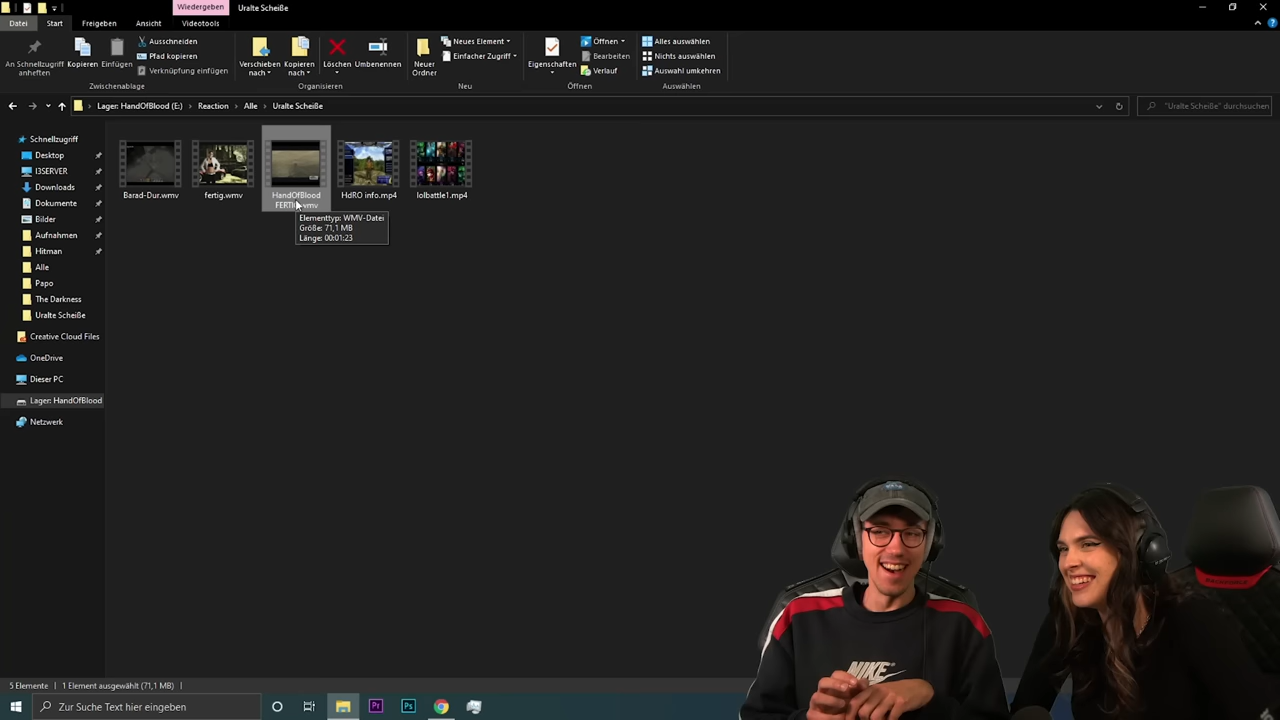 Wiedergeben
Uralte Scheiße
Datei
Start
Freigeben
Ansicht
Videotools
An Schnellzugriff
anheften
Kopieren
Einfügen
Ausschneiden
Pfad kopieren
Verknüpfung einfügen
Zwischenablage
Verschieben
nach
Kopieren
nach
Löschen
Umbenennen
Organisieren
Neuer
Ordner
Neues Element
Einfacher Zugriff
Neu
Eigenschaften
Öffnen
Bearbeiten
Verlauf
Öffnen
Alles auswählen
Nichts auswählen
Auswahl umkehren
Auswählen
Lager: HandOfBlood (E:)
Reaction
Alle
Uralte Scheiße
"Uralte Scheiße" durchsuchen
Schnellzugriff
Desktop
I3SERVER
Downloads
Dokumente
Bilder
Aufnahmen
Hitman
Alle
Papo
The Darkness
Uralte Scheiße
Creative Cloud Files
OneDrive
Dieser PC
Lager: HandOfBlood
Netzwerk
Barad-Dur.wmv
fertig.wmv
HandOfBlood
FERTIG.wmv
HdRO info.mp4
lolbattle1.mp4
Elementtyp: WMV-Datei
Größe: 71,1 MB
Länge: 00:01:23
NIKE
5 Elemente
1 Element ausgewählt (71,1 MB)
Zur Suche Text hier eingeben
Pr
Ps